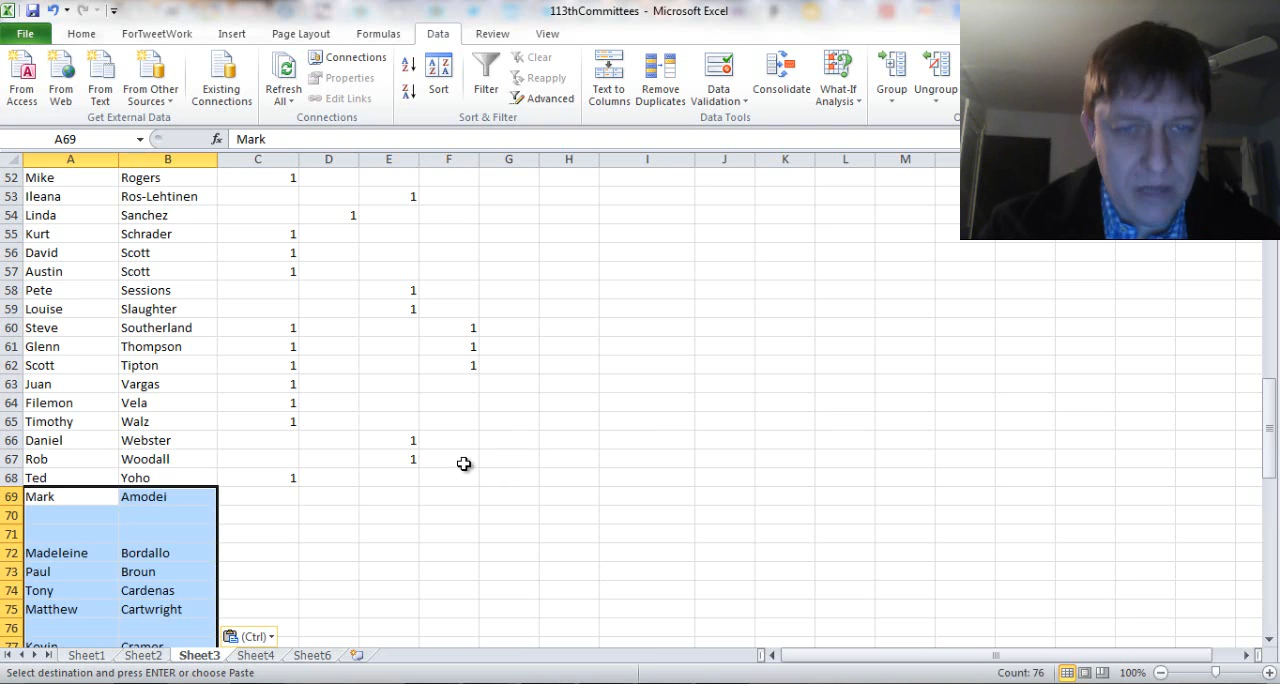 113thCommittees - Microsoft Excel
File Home ForTweetWork Insert Page Layout Formulas Data Review View
From Access
From Web
From Text
From Other Sources
Existing Connections
Get External Data
Refresh All
Connections
Properties
Edit Links
Connections
Sort
Filter
Clear
Reapply
Advanced
Sort & Filter
Text to Columns
Remove Duplicates
Data Validation
Consolidate
What-If Analysis
Data Tools
Group
Ungroup
A69 fx Mark
A B C D E F G H I J K L M
52 Mike Rogers 1
53 Ileana Ros-Lehtinen 1
54 Linda Sanchez 1
55 Kurt Schrader 1
56 David Scott 1
57 Austin Scott 1
58 Pete Sessions 1
59 Louise Slaughter 1
60 Steve Southerland 1 1
61 Glenn Thompson 1 1
62 Scott Tipton 1 1
63 Juan Vargas 1
64 Filemon Vela 1
65 Timothy Walz 1
66 Daniel Webster 1
67 Rob Woodall 1
68 Ted Yoho 1
69 Mark Amodei
70
71
72 Madeleine Bordallo
73 Paul Broun
74 Tony Cardenas
75 Matthew Cartwright
76
77 Kevin Cramer
(Ctrl)
Sheet1 Sheet2 Sheet3 Sheet4 Sheet6
Select destination and press ENTER or choose Paste Count: 76 100%